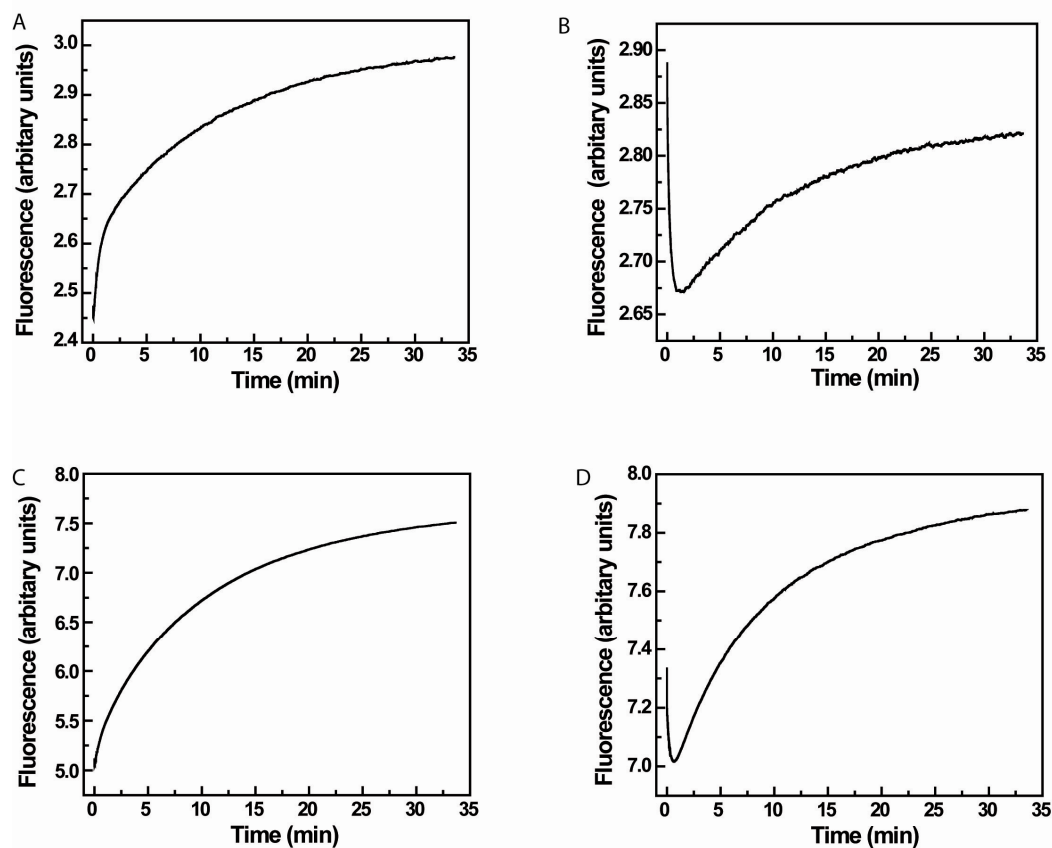 A
Fluorescence (arbitary units)
3.0
2.9
2.8
2.7
2.6
2.5
2.4
0 5 10 15 20 25 30 35
Time (min)
B
Fluorescence (arbitary units)
2.90
2.85
2.80
2.75
2.70
2.65
0 5 10 15 20 25 30 35
Time (min)
C
Fluorescence (arbitary units)
8.0
7.5
7.0
6.5
6.0
5.5
5.0
0 5 10 15 20 25 30 35
Time (min)
D
Fluorescence (arbitary units)
8.0
7.8
7.6
7.4
7.2
7.0
0 5 10 15 20 25 30 35
Time (min)